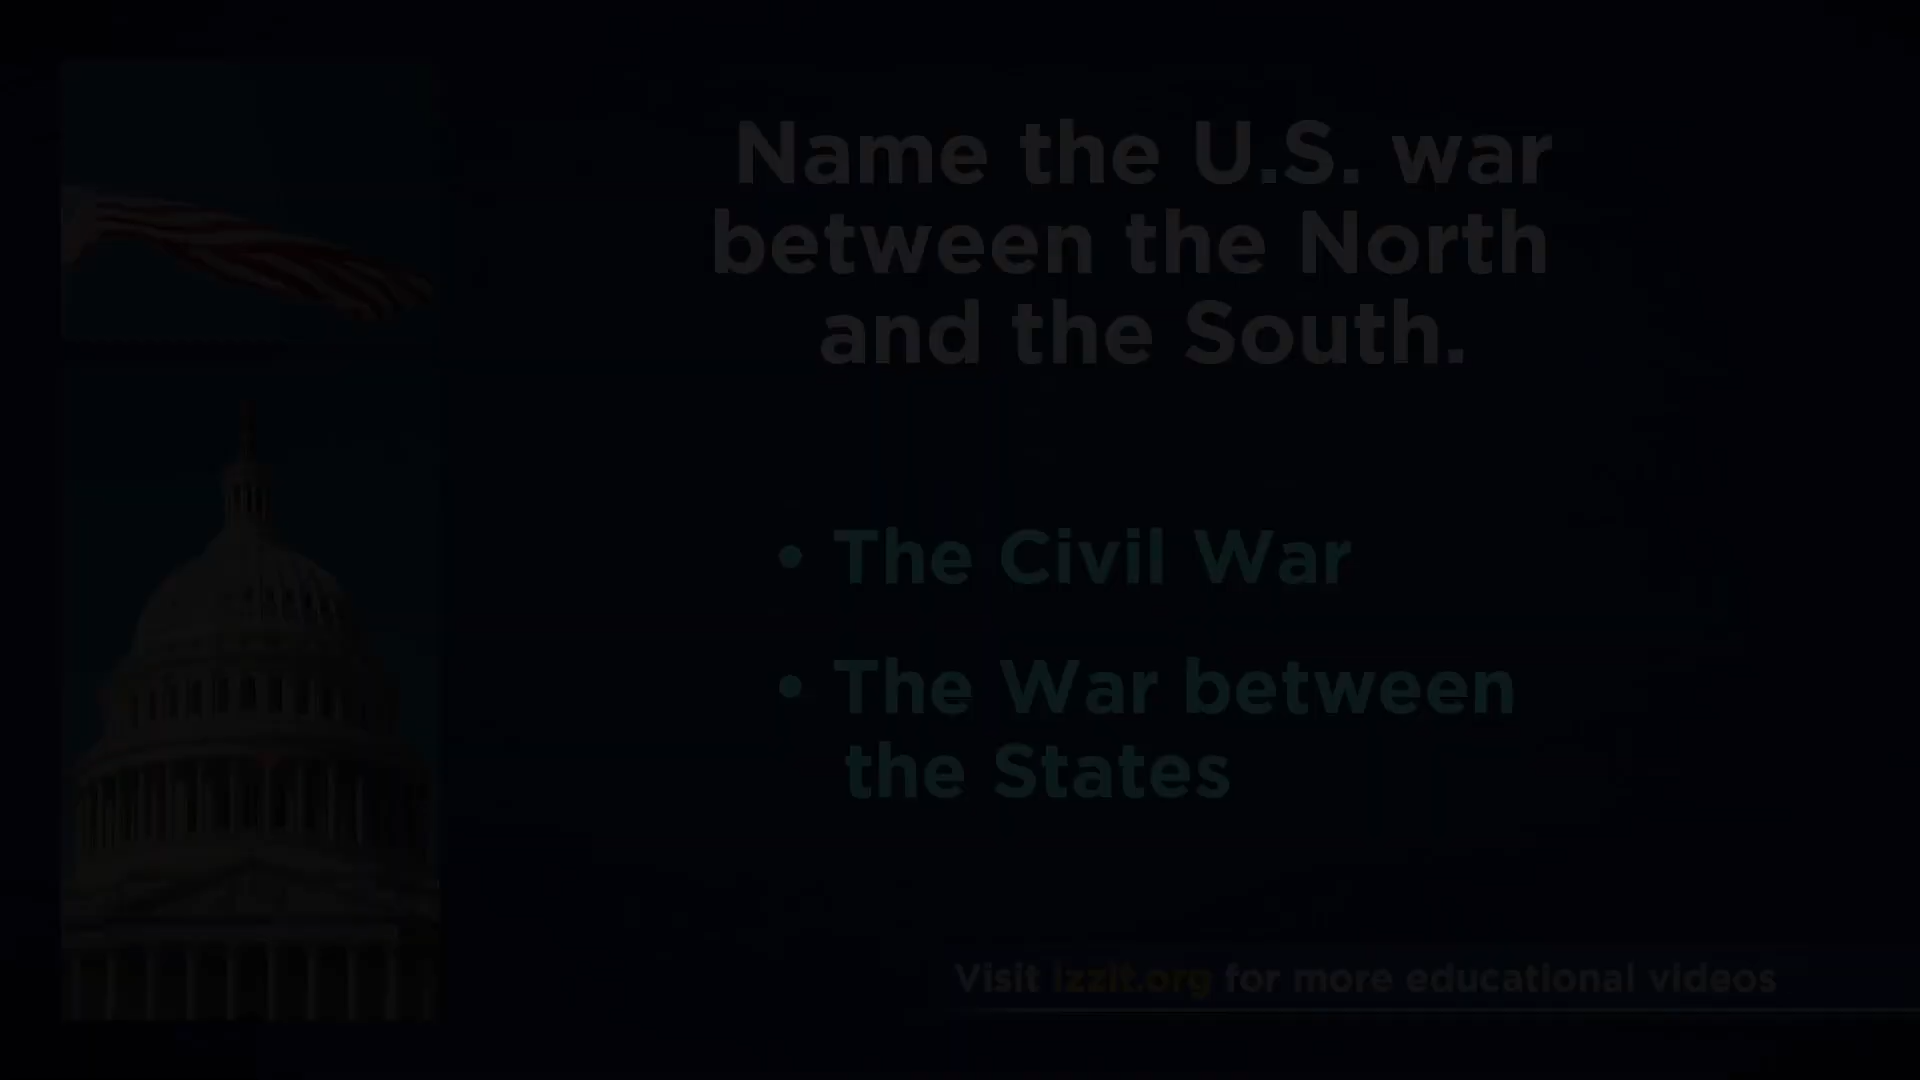 Name the U.S. war
between the North
and the South.
• The Civil War
• The War between
the States
Visit izzit.org for more educational videos